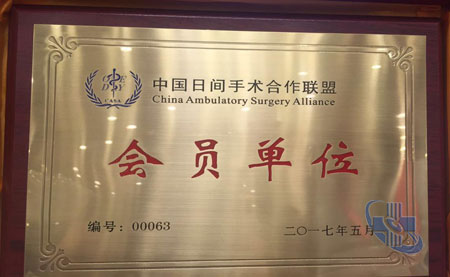 中国日间手术合作联盟
China Ambulatory Surgery Alliance
会员单位
编号：00063
二〇一七年五月